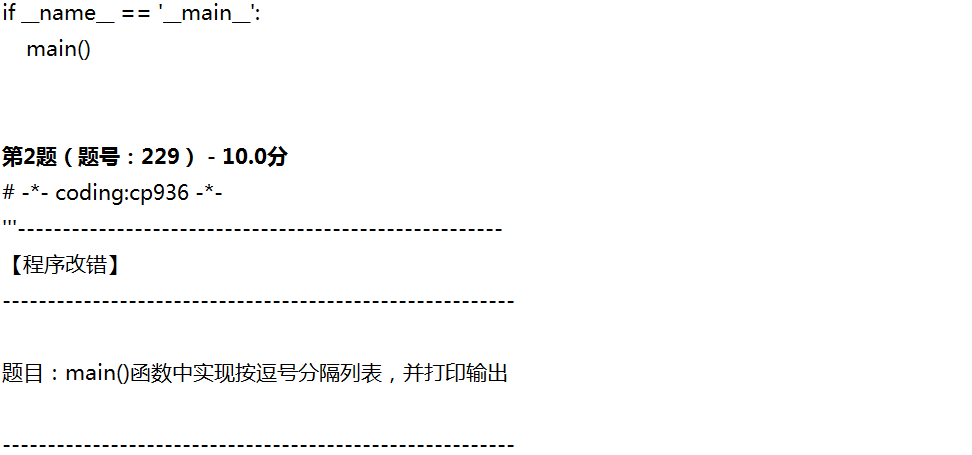 if __name__ == '__main__':
    main()
第2题（题号：229） - 10.0分
# -*- coding:cp936 -*-
'''------------------------------------------------------
【程序改错】
---------------------------------------------------------
题目：main()函数中实现按逗号分隔列表，并打印输出
---------------------------------------------------------